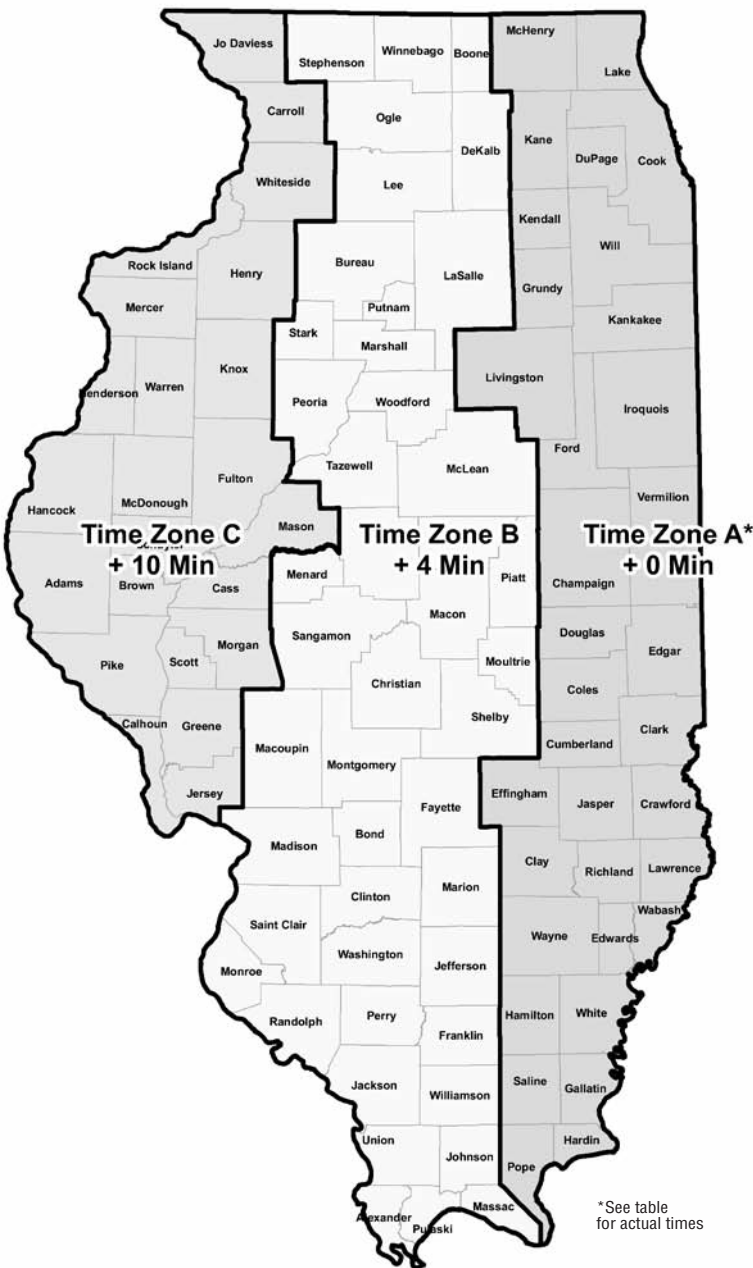 McHenry
Jo Daviess
Stephenson
Winnebago
Boone
Lake
Carroll
Ogle
Kane
DeKalb
DuPage
Cook
Whiteside
Lee
Kendall
Will
Rock Island
Henry
Bureau
LaSalle
Grundy
Mercer
Putnam
Kankakee
Stark
Marshall
Knox
Livingston
Henderson
Warren
Peoria
Woodford
Iroquois
Ford
Tazewell
McLean
Fulton
Vermilion
Hancock
McDonough
Mason
Time Zone C
+ 10 Min
Time Zone B
+ 4 Min
Time Zone A*
+ 0 Min
Adams
Brown
Cass
Menard
Piatt
Champaign
Macon
Sangamon
Douglas
Pike
Scott
Morgan
Moultrie
Edgar
Christian
Coles
Calhoun
Greene
Shelby
Clark
Macoupin
Cumberland
Montgomery
Jersey
Fayette
Effingham
Jasper
Crawford
Madison
Bond
Clay
Richland
Lawrence
Clinton
Marion
Saint Clair
Wabash
Wayne
Edwards
Washington
Jefferson
Monroe
Randolph
Perry
Hamilton
White
Franklin
Jackson
Williamson
Saline
Gallatin
Union
Johnson
Hardin
Pope
Alexander
Pulaski
Massac
*See table
for actual times